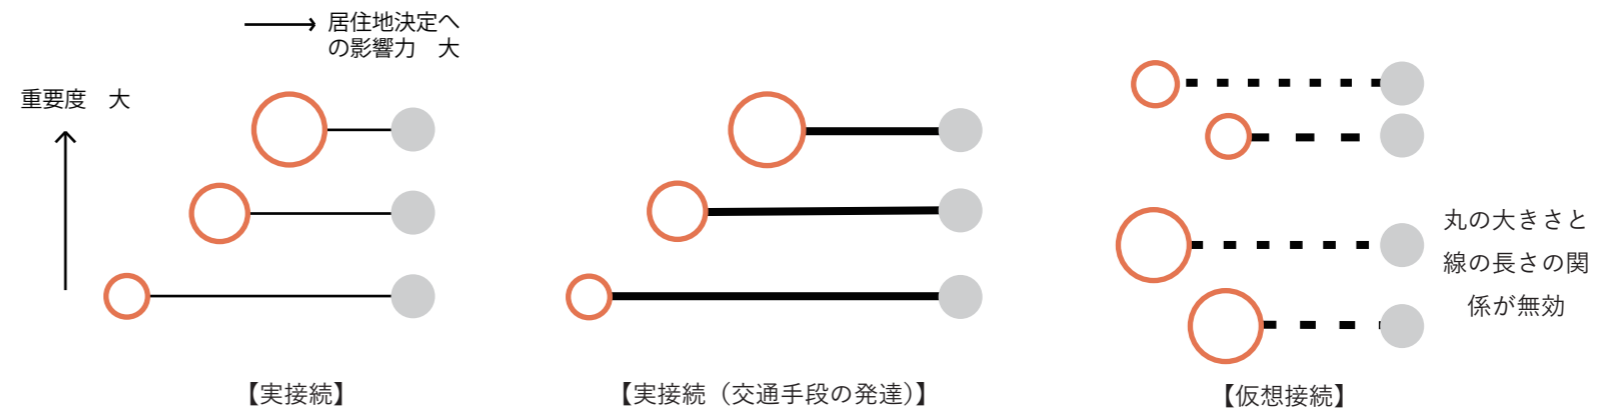 居住地決定へ
の影響力　大
重要度　大
丸の大きさと
線の長さの関
係が無効
【実接続】
【実接続（交通手段の発達）】
【仮想接続】